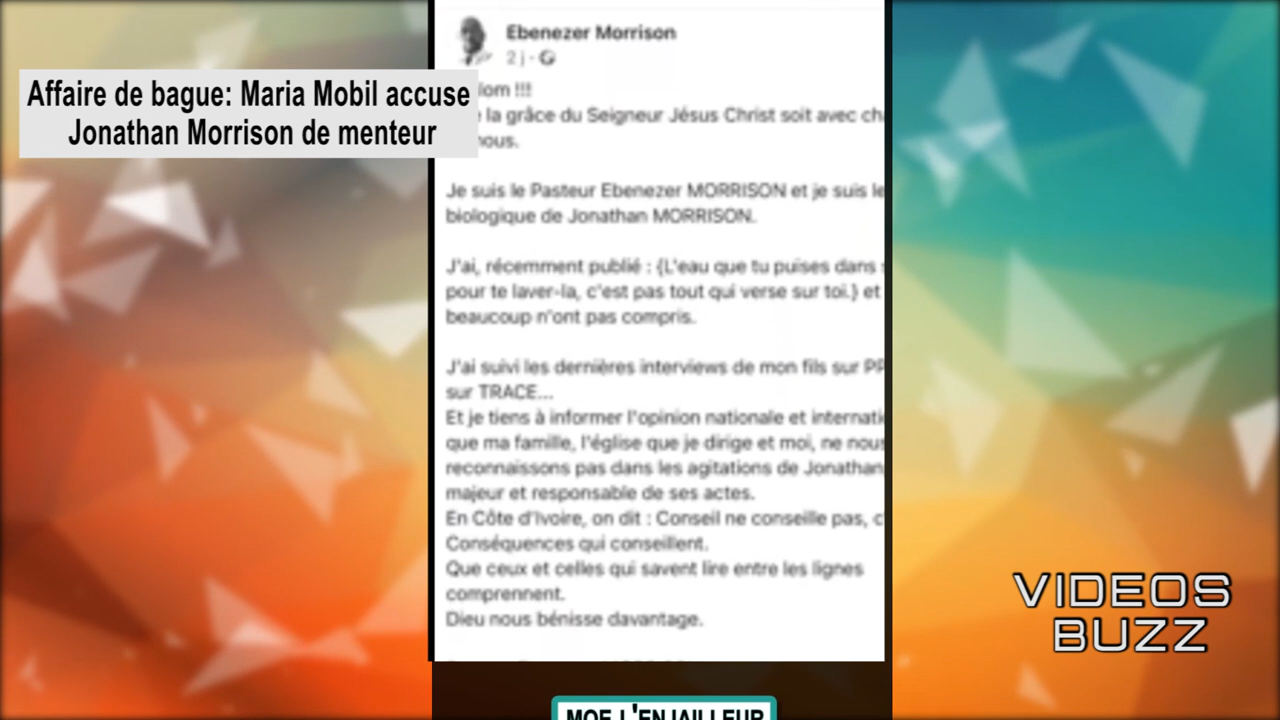 Affaire de bague: Maria Mobil accuse
Jonathan Morrison de menteur
Ebenezer Morrison
2 j
lom !!!
la grâce du Seigneur Jésus Christ soit avec
nous.
Je suis le Pasteur Ebenezer MORRISON et je suis le
biologique de Jonathan MORRISON.
J'ai, récemment publié : {L'eau que tu puises dans
pour te laver-la, c'est pas tout qui verse sur toi.} et
beaucoup n'ont pas compris.
J'ai suivi les dernières interviews de mon fils sur
sur TRACE...
Et je tiens à informer l'opinion nationale et internati
que ma famille, l'église que je dirige et moi, ne nous
reconnaissons pas dans les agitations de Jonathan
majeur et responsable de ses actes.
En Côte d'Ivoire, on dit : Conseil ne conseille pas, c
Conséquences qui conseillent.
Que ceux et celles qui savent lire entre les lignes
comprennent.
Dieu nous bénisse davantage.
VIDEOS
BUZZ
MOE L'ENJAILLEUR